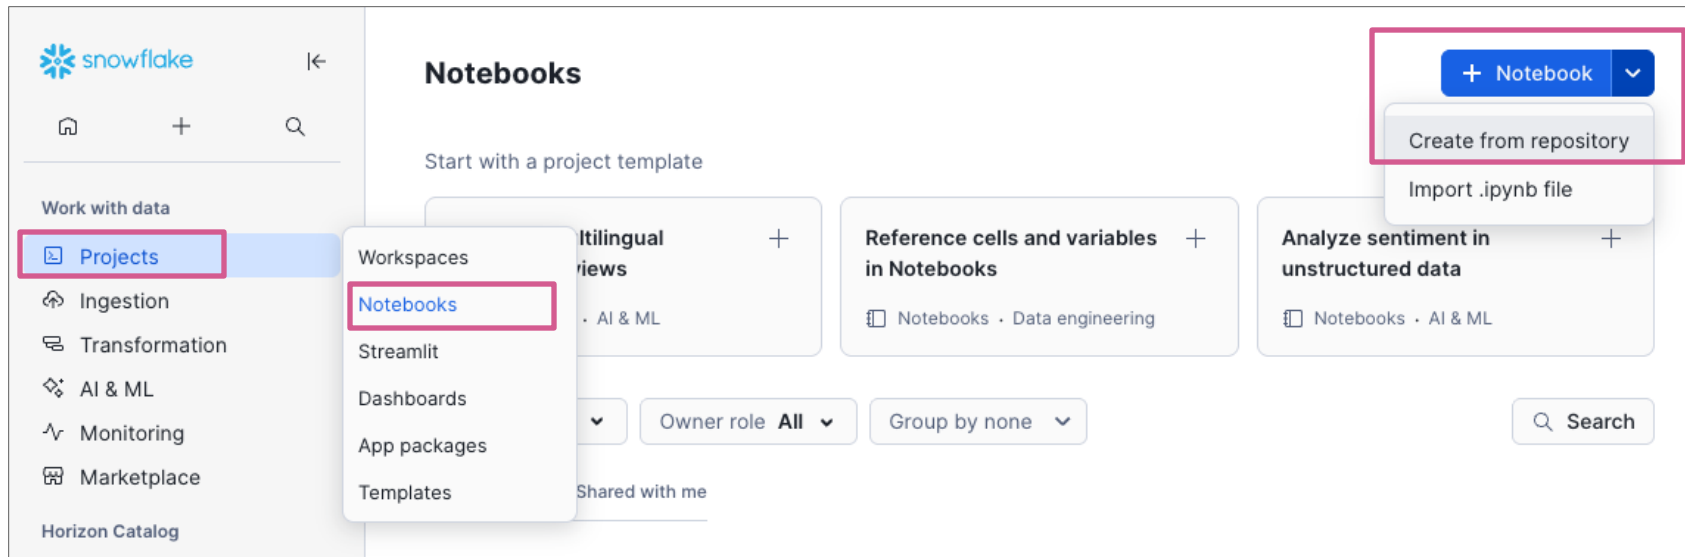 snowflake
Work with data
Projects
Ingestion
Transformation
AI & ML
Monitoring
Marketplace
Horizon Catalog
Workspaces
Notebooks
Streamlit
Dashboards
App packages
Templates
Notebooks
+ Notebook
Create from repository
Import .ipynb file
Start with a project template
· AI & ML
Reference cells and variables
in Notebooks
Notebooks · Data engineering
Analyze sentiment in
unstructured data
Notebooks · AI & ML
Owner role All
Group by none
Search
Shared with me